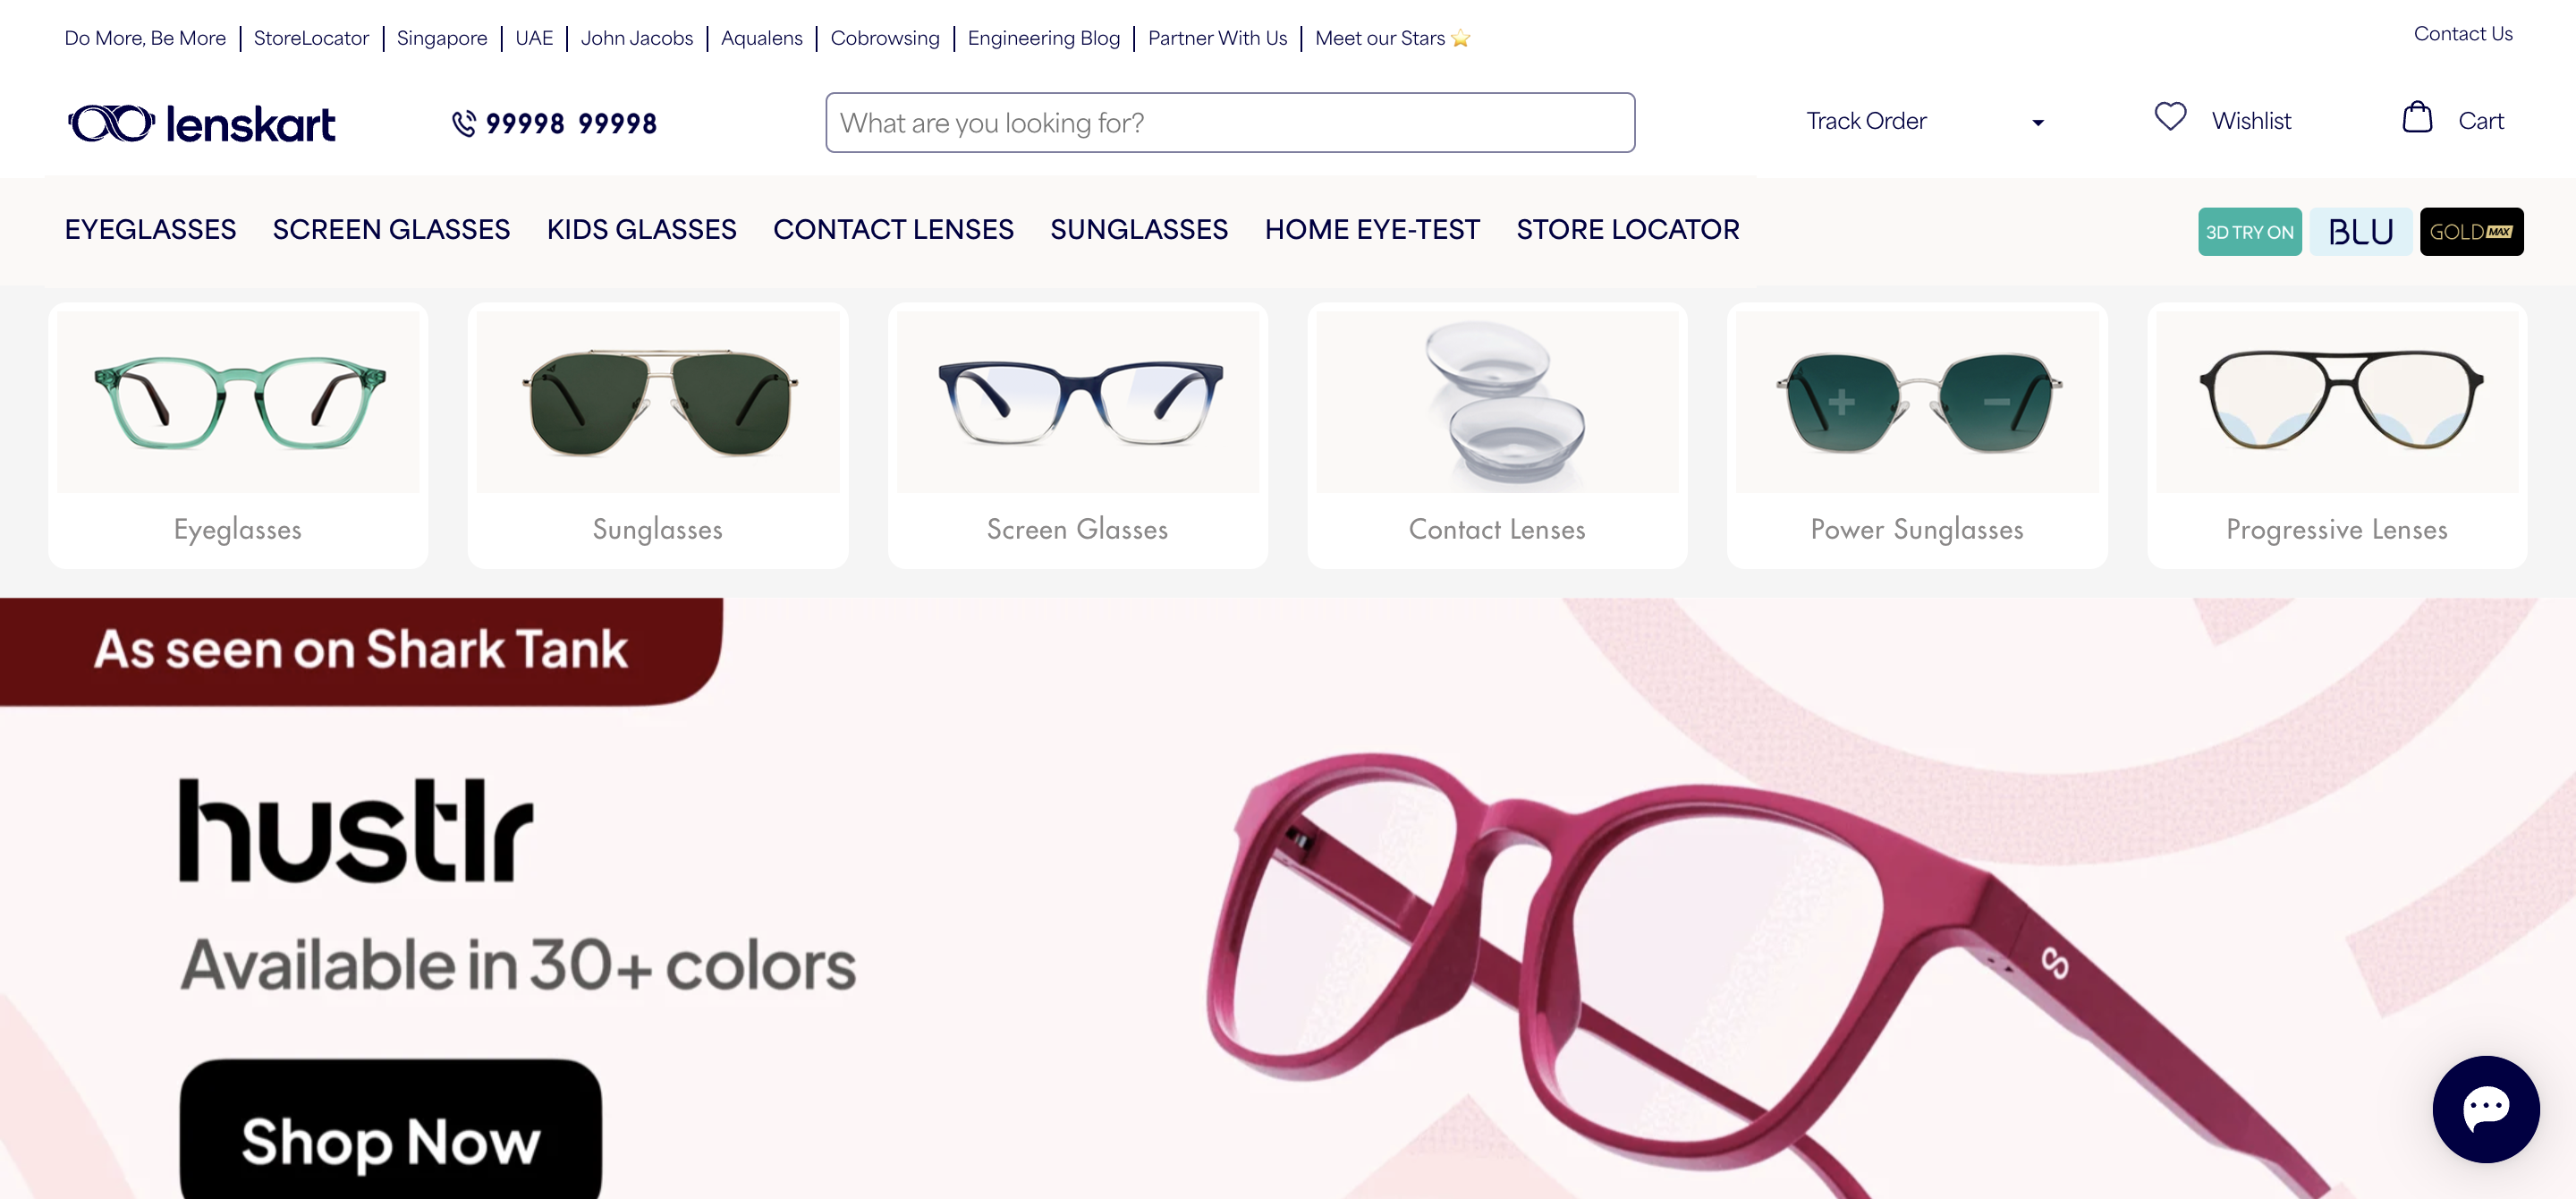 Do More, Be More | StoreLocator | Singapore | UAE | John Jacobs | Aqualens | Cobrowsing | Engineering Blog | Partner With Us | Meet our Stars ⭐ Contact Us
lenskart 99998 99998 What are you looking for? Track Order Wishlist Cart
EYEGLASSES SCREEN GLASSES KIDS GLASSES CONTACT LENSES SUNGLASSES HOME EYE-TEST STORE LOCATOR 3D TRY ON BLU GOLD MAX
Eyeglasses Sunglasses Screen Glasses Contact Lenses Power Sunglasses Progressive Lenses
As seen on Shark Tank
hustlr
Available in 30+ colors
Shop Now